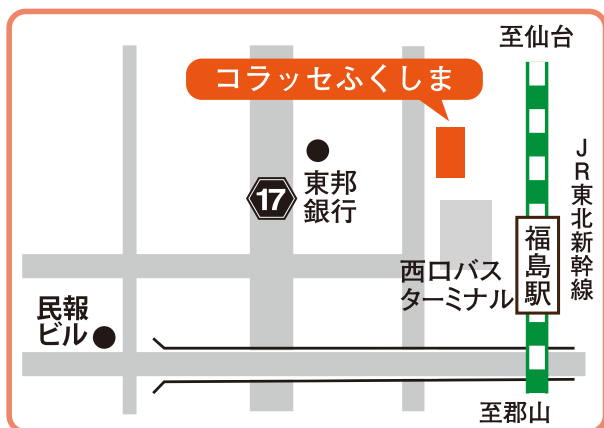 至仙台
コラッセふくしま
JR東北新幹線
東邦
銀行
17
福島駅
西口バス
ターミナル
民報
ビル
至郡山